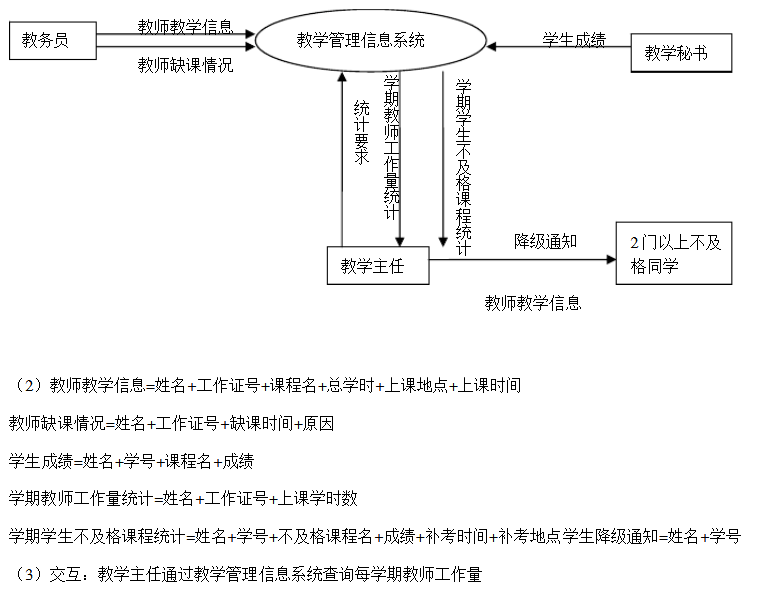 教务员
教师教学信息
教师缺课情况
教学管理信息系统
学生成绩
教学秘书
统计要求
学期教师工作量统计
学期学生不及格课程统计
教学主任
降级通知
2门以上不及
格同学
教师教学信息
（2）教师教学信息=姓名+工作证号+课程名+总学时+上课地点+上课时间
教师缺课情况=姓名+工作证号+缺课时间+原因
学生成绩=姓名+学号+课程名+成绩
学期教师工作量统计=姓名+工作证号+上课学时数
学期学生不及格课程统计=姓名+学号+不及格课程名+成绩+补考时间+补考地点学生降级通知=姓名+学号
（3）交互：教学主任通过教学管理信息系统查询每学期教师工作量